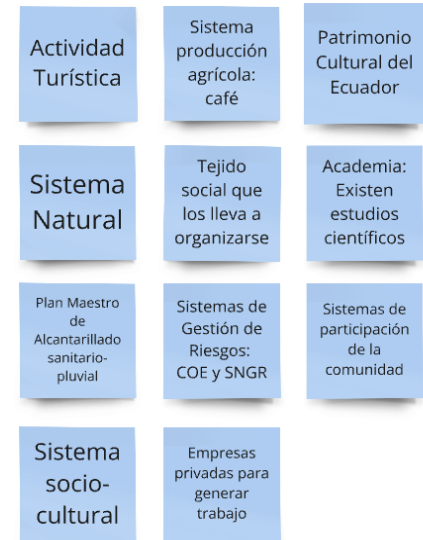 Actividad
Turística
Sistema
producción
agrícola:
café
Patrimonio
Cultural del
Ecuador
Sistema
Natural
Tejido
social que
los lleva a
organizarse
Academia:
Existen
estudios
científicos
Plan Maestro
de
Alcantarillado
sanitario-
pluvial
Sistemas de
Gestión de
Riesgos:
COE y SNGR
Sistemas de
participación
de la
comunidad
Sistema
socio-
cultural
Empresas
privadas para
generar
trabajo